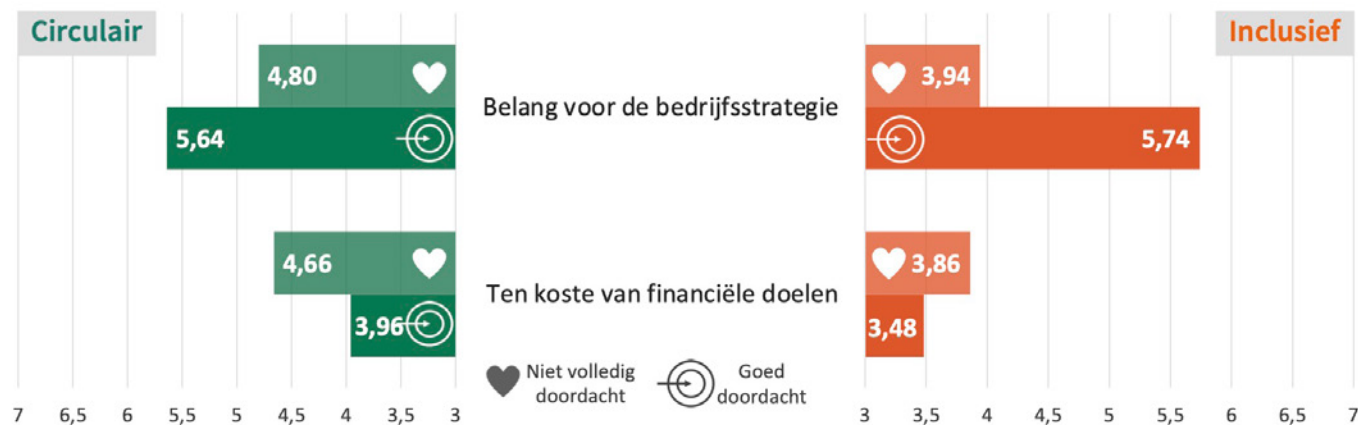 Circulair
Inclusief
4,80
3,94
Belang voor de bedrijfsstrategie
5,64
5,74
4,66
3,86
Ten koste van financiële doelen
3,96
3,48
Niet volledig
doordacht
Goed
doordacht
7 6,5 6 5,5 5 4,5 4 3,5 3
3 3,5 4 4,5 5 5,5 6 6,5 7